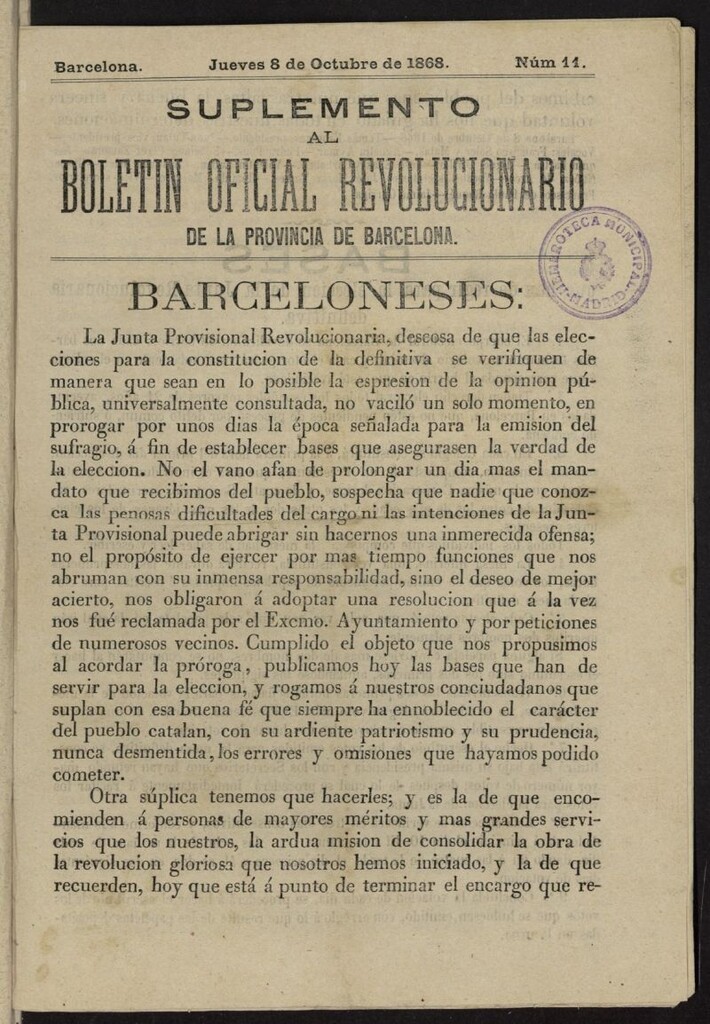 Barcelona. Jueves 8 de Octubre de 1868. Núm 11.
SUPLEMENTO
AL
BOLETIN OFICIAL REVOLUCIONARIO
DE LA PROVINCIA DE BARCELONA.
HEMEROTECA MUNICIPAL
MADRID
BARCELONESES:
La Junta Provisional Revolucionaria, deseosa de que las elec-
ciones para la constitucion de la definitiva se verifiquen de
manera que sean en lo posible la espresion de la opinion pú-
blica, universalmente consultada, no vaciló un solo momento, en
prorogar por unos dias la época señalada para la emision del
sufragio, á fin de establecer bases que asegurasen la verdad de
la eleccion. No el vano afan de prolongar un dia mas el man-
dato que recibimos del pueblo, sospecha que nadie que conoz-
ca las penosas dificultades del cargo ni las intenciones de la Jun-
ta Provisional puede abrigar sin hacernos una inmerecida ofensa;
no el propósito de ejercer por mas tiempo funciones que nos
abruman con su inmensa responsabilidad, sino el deseo de mejor
acierto, nos obligaron á adoptar una resolucion que á la vez
nos fué reclamada por el Excmo. Ayuntamiento y por peticiones
de numerosos vecinos. Cumplido el objeto que nos propusimos
al acordar la próroga, publicamos hoy las bases que han de
servir para la eleccion, y rogamos á nuestros conciudadanos que
suplan con esa buena fé que siempre ha ennoblecido el carácter
del pueblo catalan, con su ardiente patriotismo y su prudencia,
nunca desmentida, los errores y omisiones que hayamos podido
cometer.
Otra súplica tenemos que hacerles; y es la de que enco-
mienden á personas de mayores méritos y mas grandes servi-
cios que los nuestros, la ardua mision de consolidar la obra de
la revolucion gloriosa que nosotros hemos iniciado, y la de que
recuerden, hoy que está á punto de terminar el encargo que re-